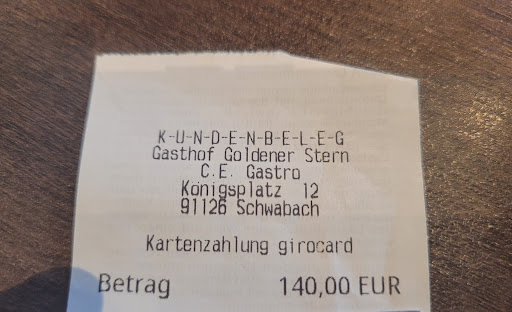 K-U-N-D-E-N-B-E-L-E-G
Gasthof Goldener Stern
C.E. Gastro
Königsplatz 12
91126 Schwabach
Kartenzahlung girocard
Betrag 140,00 EUR